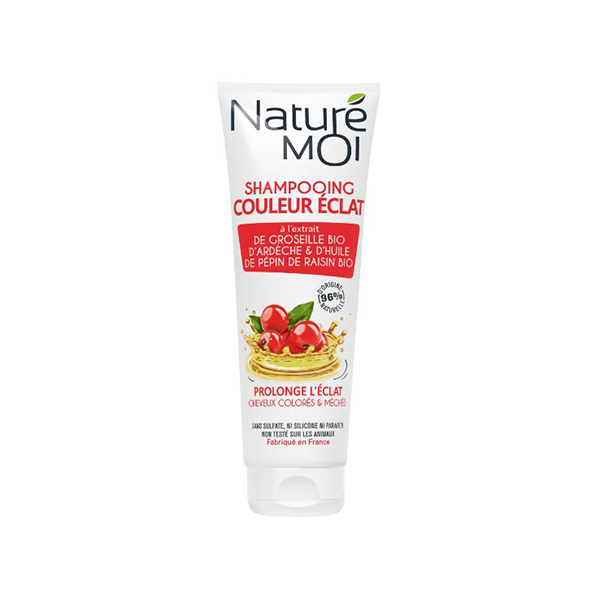 Naturé
MOI
SHAMPOOING
COULEUR ÉCLAT
à l'extrait
DE GROSEILLE BIO
D'ARDÈCHE & D'HUILE
DE PÉPIN DE RAISIN BIO
D'ORIGINE
96%
NATURELLE
PROLONGE L'ÉCLAT
CHEVEUX COLORÉS & MÉCHÉS
SANS SULFATE, NI SILICONE NI PARABEN
NON TESTÉ SUR LES ANIMAUX
Fabriqué en France